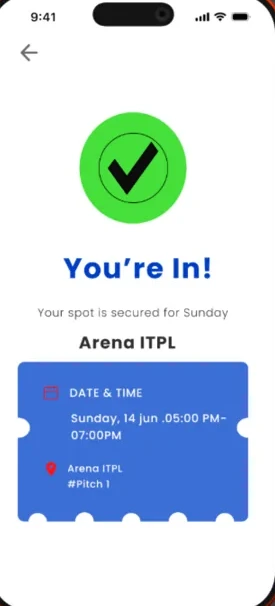 9:41
You're In!
Your spot is secured for Sunday
Arena ITPL
DATE & TIME
Sunday, 14 jun .05:00 PM-
07:00PM
Arena ITPL
#Pitch 1